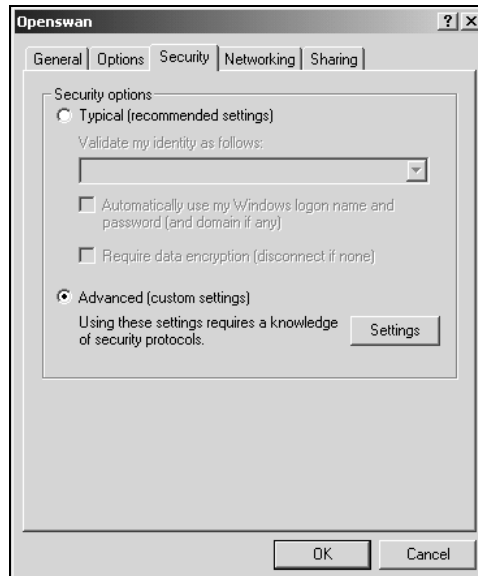 Openswan
General Options Security Networking Sharing
Security options
Typical (recommended settings)
Validate my identity as follows:
Automatically use my Windows logon name and
password (and domain if any)
Require data encryption (disconnect if none)
Advanced (custom settings)
Using these settings requires a knowledge
of security protocols.
Settings
OK Cancel